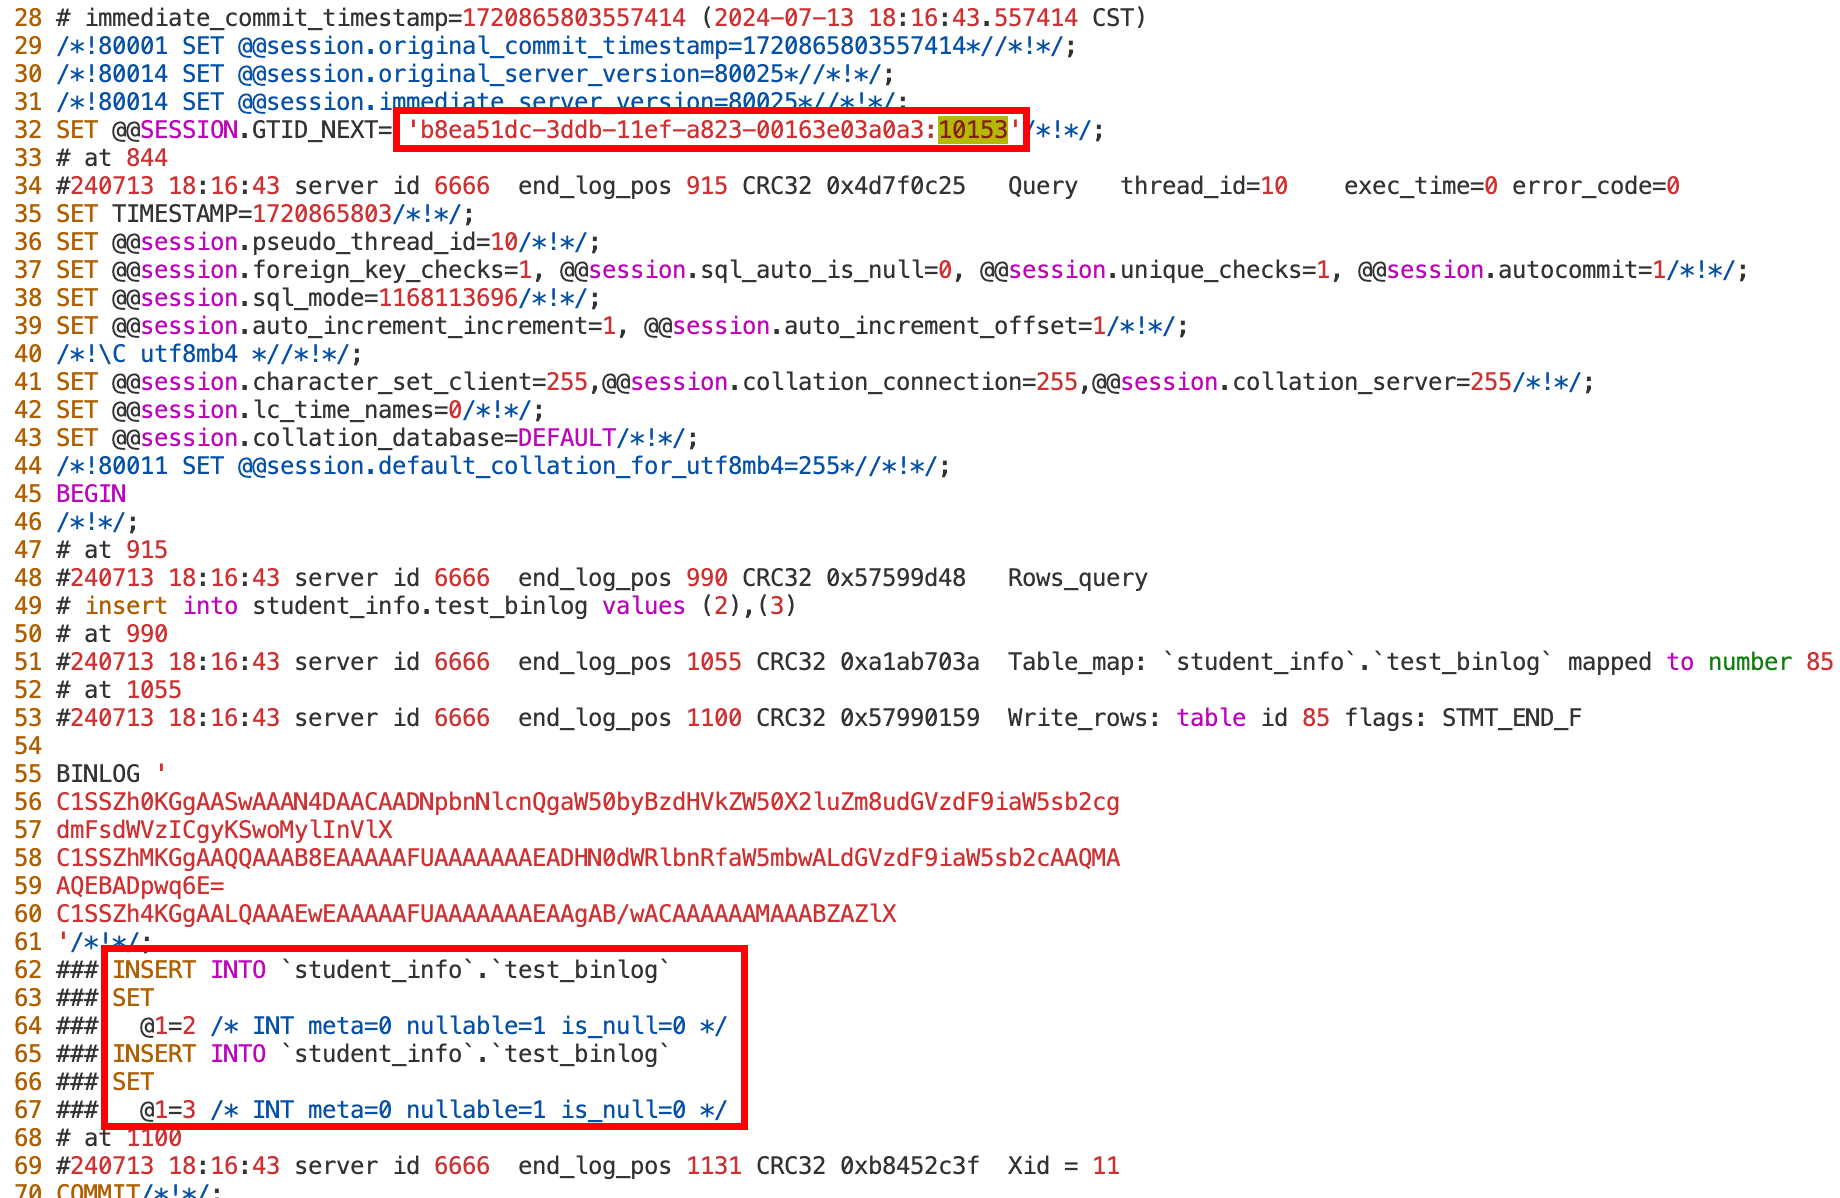 28 # immediate_commit_timestamp=1720865803557414 (2024-07-13 18:16:43.557414 CST)
29 /*!80001 SET @@session.original_commit_timestamp=1720865803557414*//*!*/;
30 /*!80014 SET @@session.original_server_version=80025*//*!*/;
31 /*!80014 SET @@session.immediate_server_version=80025*//*!*/;
32 SET @@SESSION.GTID_NEXT= 'b8ea51dc-3ddb-11ef-a823-00163e03a0a3:10153'/*!*/;
33 # at 844
34 #240713 18:16:43 server id 6666  end_log_pos 915 CRC32 0x4d7f0c25   Query   thread_id=10    exec_time=0 error_code=0
35 SET TIMESTAMP=1720865803/*!*/;
36 SET @@session.pseudo_thread_id=10/*!*/;
37 SET @@session.foreign_key_checks=1, @@session.sql_auto_is_null=0, @@session.unique_checks=1, @@session.autocommit=1/*!*/;
38 SET @@session.sql_mode=1168113696/*!*/;
39 SET @@session.auto_increment_increment=1, @@session.auto_increment_offset=1/*!*/;
40 /*!\C utf8mb4 *//*!*/;
41 SET @@session.character_set_client=255,@@session.collation_connection=255,@@session.collation_server=255/*!*/;
42 SET @@session.lc_time_names=0/*!*/;
43 SET @@session.collation_database=DEFAULT/*!*/;
44 /*!80011 SET @@session.default_collation_for_utf8mb4=255*//*!*/;
45 BEGIN
46 /*!*/;
47 # at 915
48 #240713 18:16:43 server id 6666  end_log_pos 990 CRC32 0x57599d48   Rows_query
49 # insert into student_info.test_binlog values (2),(3)
50 # at 990
51 #240713 18:16:43 server id 6666  end_log_pos 1055 CRC32 0xa1ab703a  Table_map: `student_info`.`test_binlog` mapped to number 85
52 # at 1055
53 #240713 18:16:43 server id 6666  end_log_pos 1100 CRC32 0x57990159  Write_rows: table id 85 flags: STMT_END_F
54
55 BINLOG '
56 C1SSZh0KGgAASwAAAN4DAACAADNpbnNlcnQgaW50byBzdHVkZW50X2luZm8udGVzdF9iaW5sb2cg
57 dmFsdWVzICgyKSwoMylInVlX
58 C1SSZhMKGgAAQQAAAB8EAAAAAFUAAAAAAAEADHN0dWRlbnRfaW5mbwALdGVzdF9iaW5sb2cAAQMA
59 AQEBADpwq6E=
60 C1SSZh4KGgAALQAAAEwEAAAAAFUAAAAAAAEAAgAB/wACAAAAAAMAAABZAZlX
61 '/*!*/;
62 ### INSERT INTO `student_info`.`test_binlog`
63 ### SET
64 ###   @1=2 /* INT meta=0 nullable=1 is_null=0 */
65 ### INSERT INTO `student_info`.`test_binlog`
66 ### SET
67 ###   @1=3 /* INT meta=0 nullable=1 is_null=0 */
68 # at 1100
69 #240713 18:16:43 server id 6666  end_log_pos 1131 CRC32 0xb8452c3f  Xid = 11
70 COMMIT/*!*/;